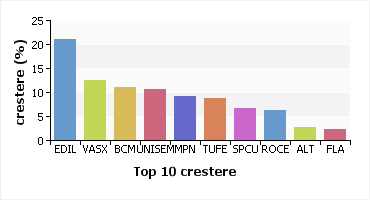 crestere (%)
25
20
15
10
5
0
EDIL VASX BCM UNISEM MPN TUFE SPCU ROCE ALT FLA
Top 10 crestere